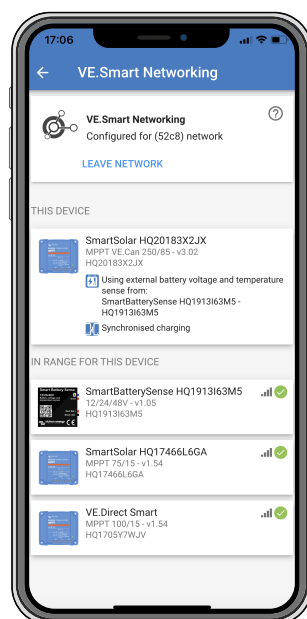 17:06
VE.Smart Networking
VE.Smart Networking
Configured for (52c8) network
LEAVE NETWORK
THIS DEVICE
SmartSolar HQ20183X2JX
MPPT VE.Can 250/85 - v3.02
HQ20183X2JX
Using external battery voltage and temperature
sense from:
SmartBatterySense HQ1913I63M5 -
HQ1913I63M5
Synchronised charging
IN RANGE FOR THIS DEVICE
SmartBatterySense HQ1913I63M5
12/24/48V - v1.05
HQ1913I63M5
Smart Battery Sense
SmartSolar HQ17466L6GA
MPPT 75/15 - v1.54
HQ17466L6GA
VE.Direct Smart
MPPT 100/15 - v1.54
HQ1705Y7WJV